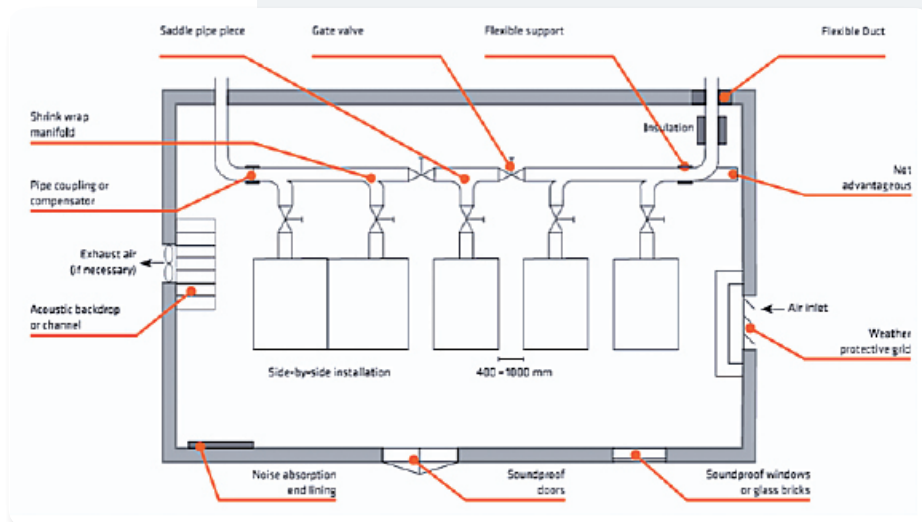 Saddle pipe piece
Gate valve
Flexible support
Flexible Duct
Shrink wrap
manifold
Insulation
Pipe coupling or
compensator
Not
advantageous
Exhaust air
(if necessary)
Acoustic backdrop
or channel
Air inlet
Weather
protective grid
Side-by-side installation
400 -1000 mm
Noise absorption
end lining
Soundproof
doors
Soundproof windows
or glass bricks